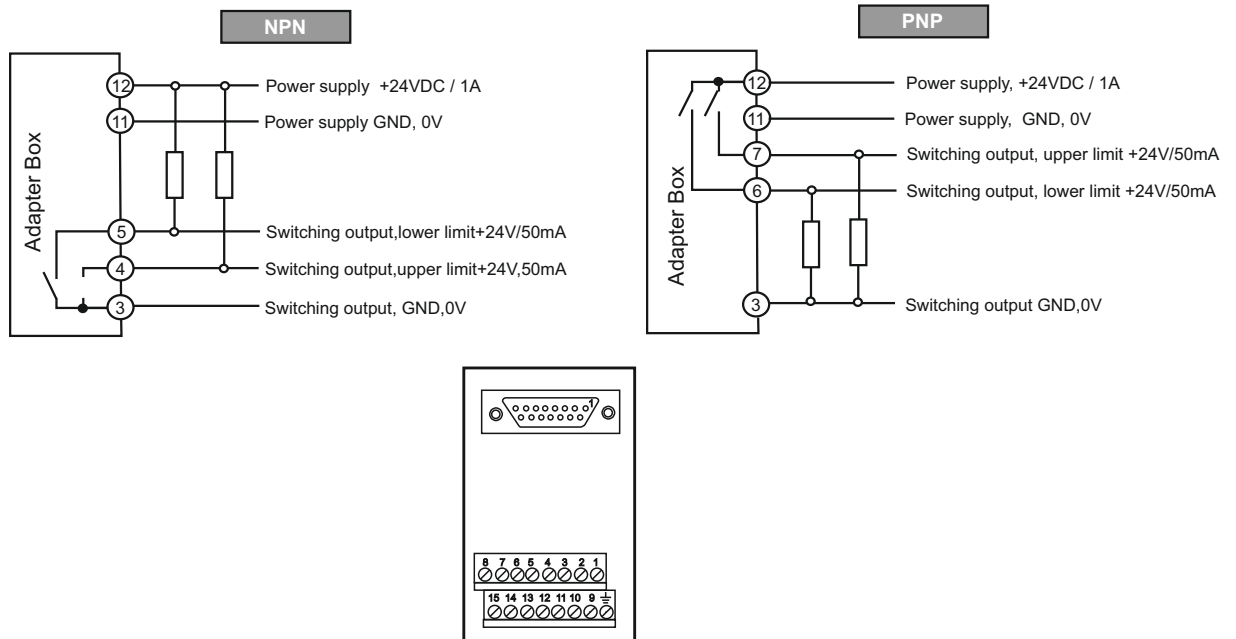 NPN
12
Power supply +24VDC / 1A
11
Power supply GND, 0V
Adapter Box
5
Switching output,lower limit+24V/50mA
4
Switching output,upper limit+24V,50mA
3
Switching output, GND,0V
PNP
12
Power supply, +24VDC / 1A
11
Power supply, GND, 0V
7
Switching output, upper limit +24V/50mA
6
Switching output, lower limit +24V/50mA
Adapter Box
3
Switching output GND,0V
1
8 7 6 5 4 3 2 1
15 14 13 12 11 10 9